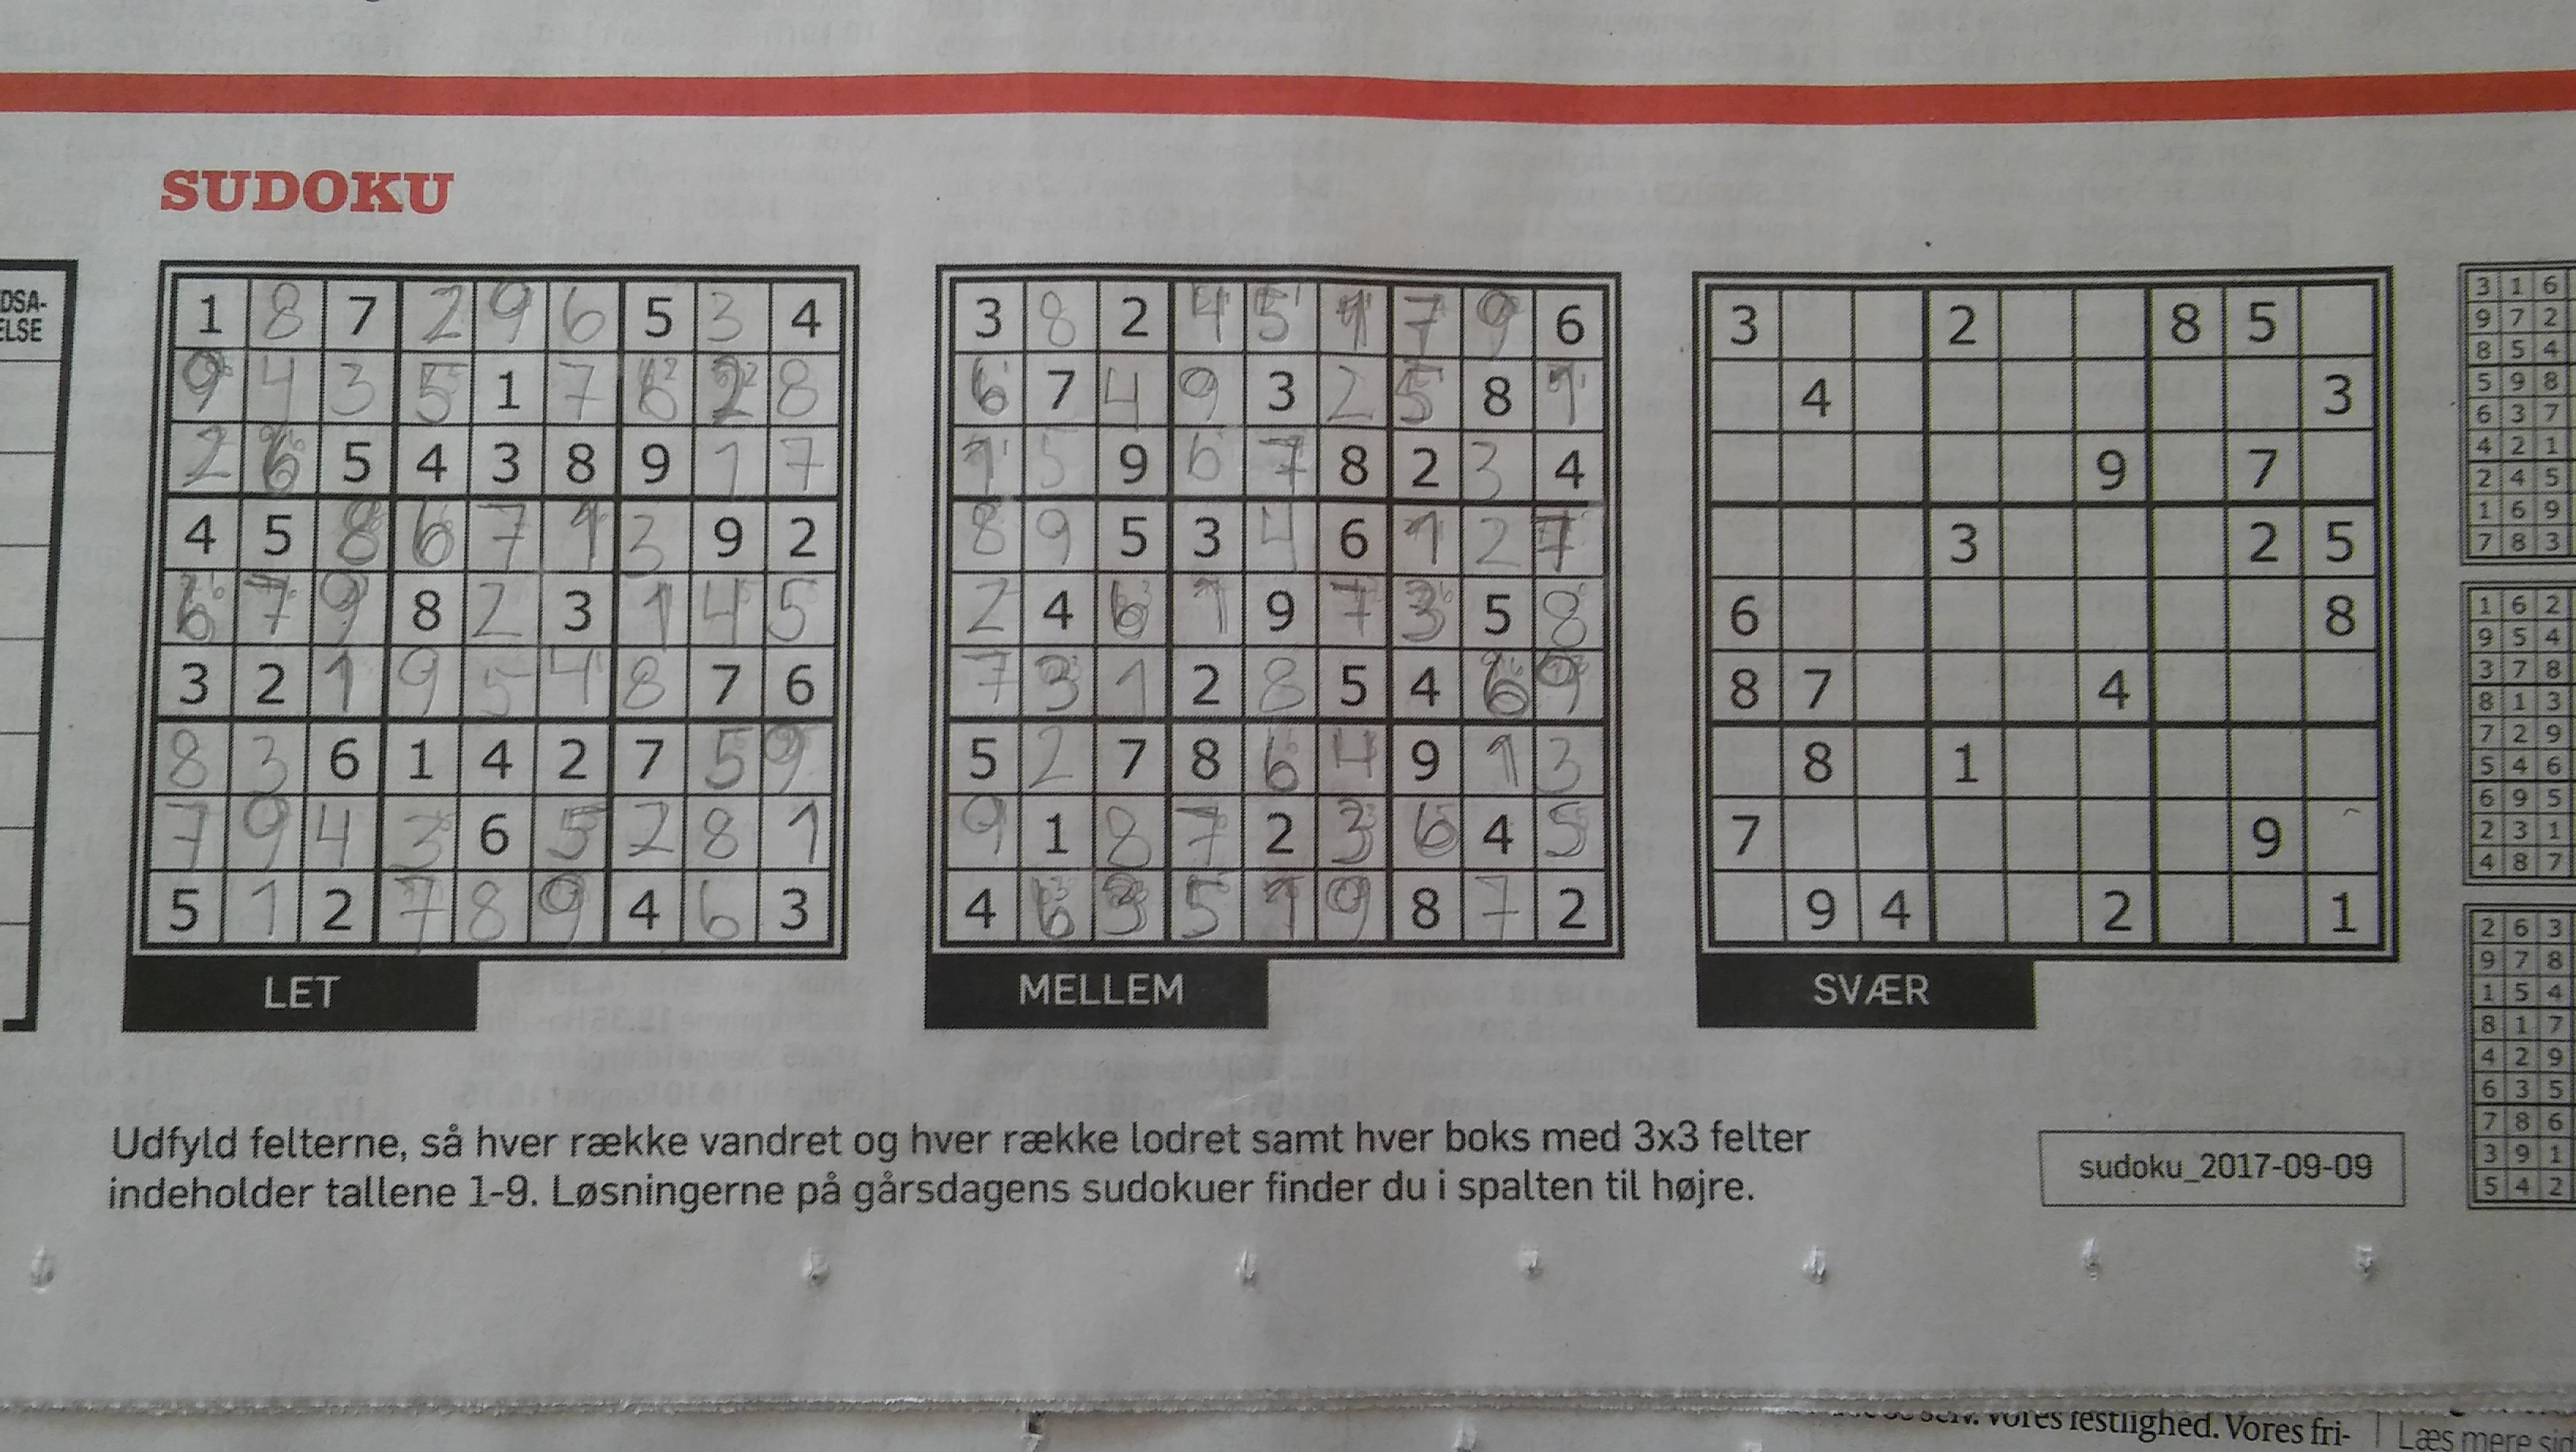 DSA-
ELSE
SUDOKU
1 8 7 2 9 6 5 3 4
9 4 3 5 1 7 6 2 8
2 6 5 4 3 8 9 1 7
4 5 8 6 7 1 3 9 2
6 7 9 8 2 3 1 4 5
3 2 1 9 5 4 8 7 6
8 3 6 1 4 2 7 5 9
7 9 4 3 6 5 2 8 1
5 1 2 7 8 9 4 6 3
LET
3 8 2 4 5 1 7 9 6
6 7 4 9 3 2 5 8 1
1 5 9 6 7 8 2 3 4
8 9 5 3 4 6 1 2 7
2 4 6 1 9 7 3 5 8
7 3 1 2 8 5 4 6 9
5 2 7 8 6 4 9 1 3
9 1 8 7 2 3 6 4 5
4 6 3 5 1 9 8 7 2
MELLEM
3 2 8 5
4 3
9 7
3 2 5
6 8
8 7 4
8 1
7 9
9 4 2 1
SVÆR
3 1 6
9 7 2
8 5 4
5 9 8
6 3 7
4 2 1
2 4 5
1 6 9
7 8 3
1 6 2
9 5 4
3 7 8
8 1 3
7 2 9
5 4 6
6 9 5
2 3 1
4 8 7
2 6 3
9 7 8
1 5 4
8 1 7
4 2 9
6 3 5
7 8 6
3 9 1
5 4 2
Udfyld felterne, så hver række vandret og hver række lodret samt hver boks med 3x3 felter
indeholder tallene 1-9. Løsningerne på gårsdagens sudokuer finder du i spalten til højre.
sudoku_2017-09-09
Vores festlighed. Vores fri-
Læs mere